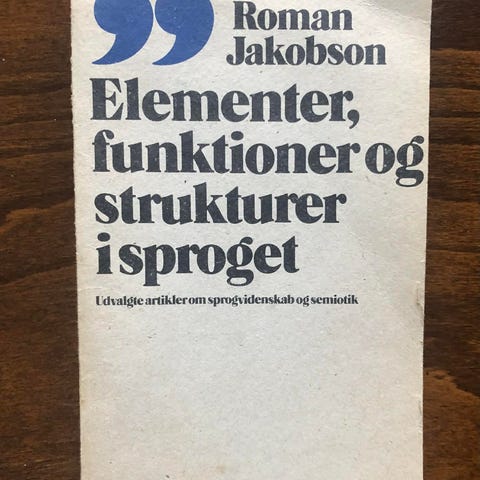 Roman
Jakobson
Elementer,
funktioner og
strukturer
i sproget
Udvalgte artikler om sprogvidenskab og semiotik